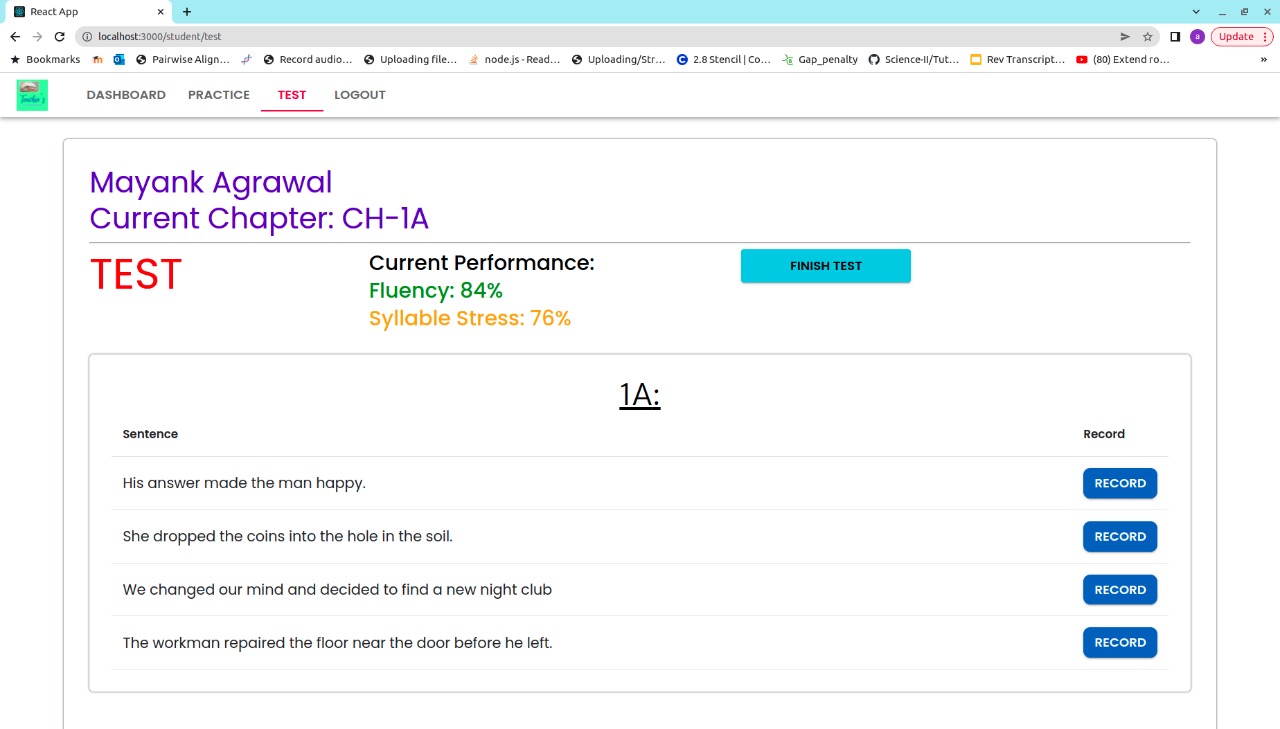 React App
localhost:3000/student/test
a
Update
Bookmarks Pairwise Align... Record audio... Uploading file... node.js - Read... Uploading/Str... 2.8 Stencil | Co... Gap_penalty Science-II/Tut... Rev Transcript... (80) Extend ro... »
DASHBOARD PRACTICE TEST LOGOUT
Mayank Agrawal
Current Chapter: CH-1A
TEST
Current Performance:
Fluency: 84%
Syllable Stress: 76%
FINISH TEST
1A:
Sentence Record
His answer made the man happy. RECORD
She dropped the coins into the hole in the soil. RECORD
We changed our mind and decided to find a new night club RECORD
The workman repaired the floor near the door before he left. RECORD